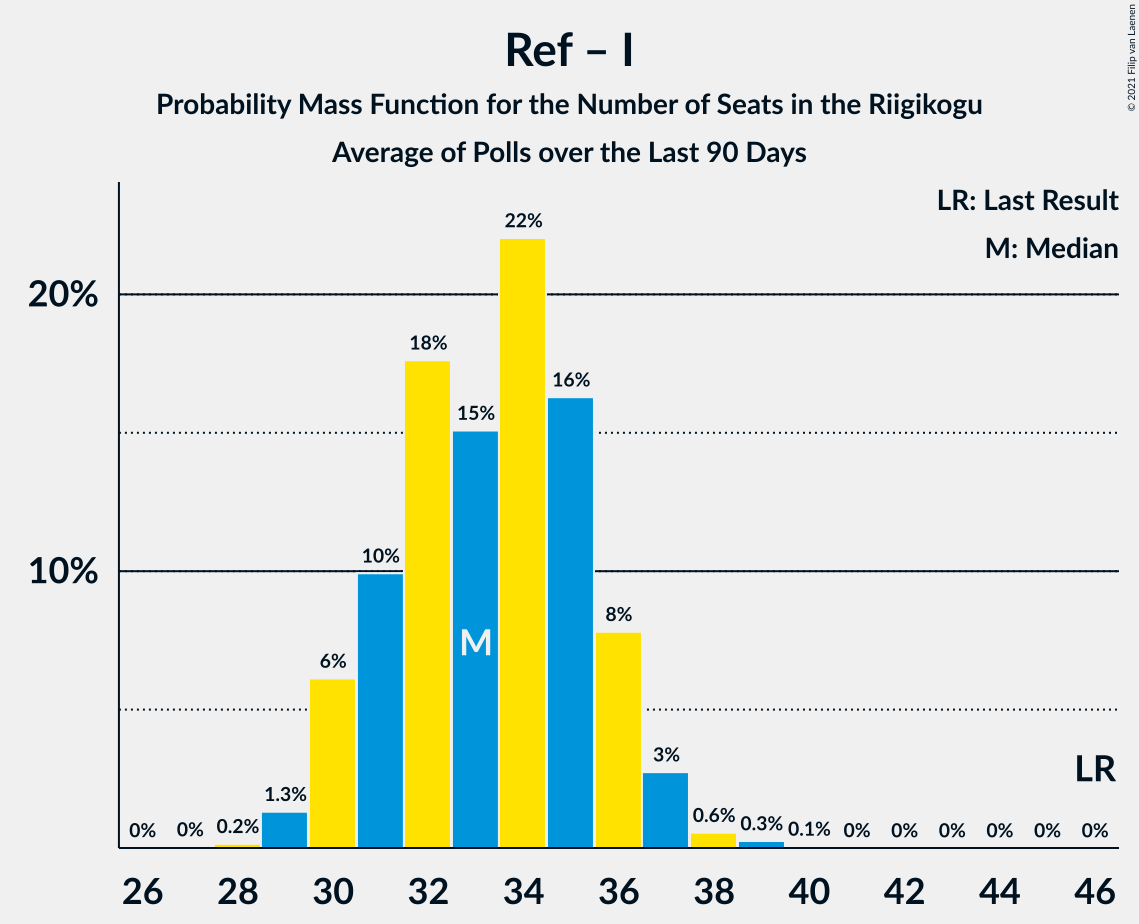 Ref – I
Probability Mass Function for the Number of Seats in the Riigikogu
Average of Polls over the Last 90 Days
© 2021 Filip van Laenen
LR: Last Result
M: Median
20%
10%
0%
0%
0.2%
1.3%
6%
10%
18%
15%
22%
16%
8%
3%
0.6%
0.3%
0.1%
0%
0%
0%
0%
0%
0%
M
LR
26 28 30 32 34 36 38 40 42 44 46